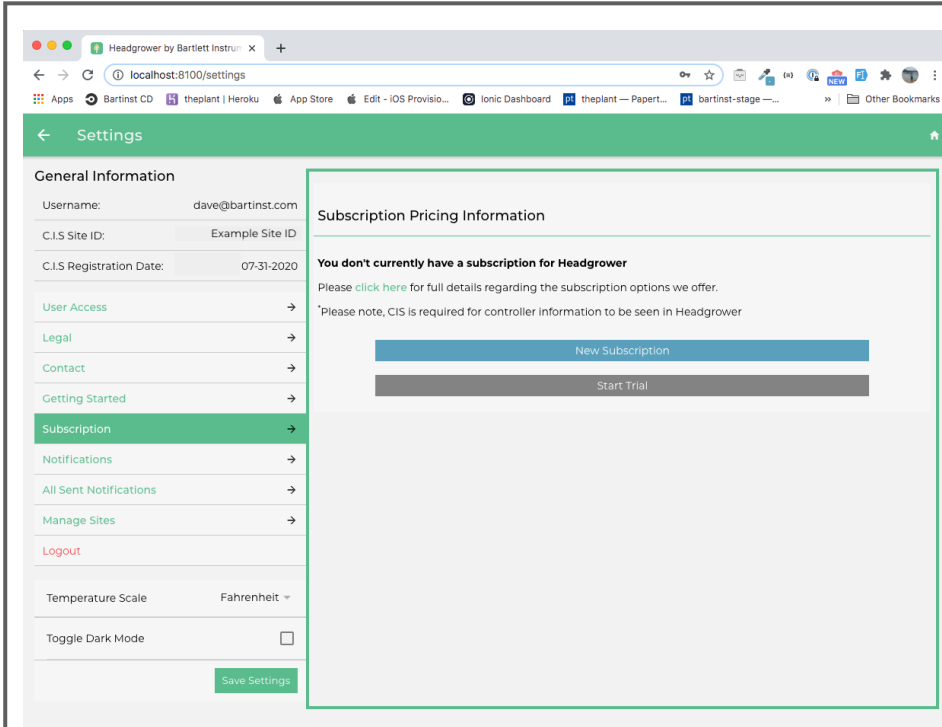 Headgrower by Bartlett Instrun
localhost:8100/settings
NEW
Apps Bartinst CD theplant | Heroku App Store Edit - iOS Provisio... Ionic Dashboard pt theplant — Papert... pt bartinst-stage —... » Other Bookmarks
Settings
General Information
Username: dave@bartinst.com
C.I.S Site ID: Example Site ID
C.I.S Registration Date: 07-31-2020
User Access
Legal
Contact
Getting Started
Subscription
Notifications
All Sent Notifications
Manage Sites
Logout
Temperature Scale Fahrenheit
Toggle Dark Mode
Save Settings
Subscription Pricing Information
You don't currently have a subscription for Headgrower
Please click here for full details regarding the subscription options we offer.
*Please note, CIS is required for controller information to be seen in Headgrower
New Subscription
Start Trial